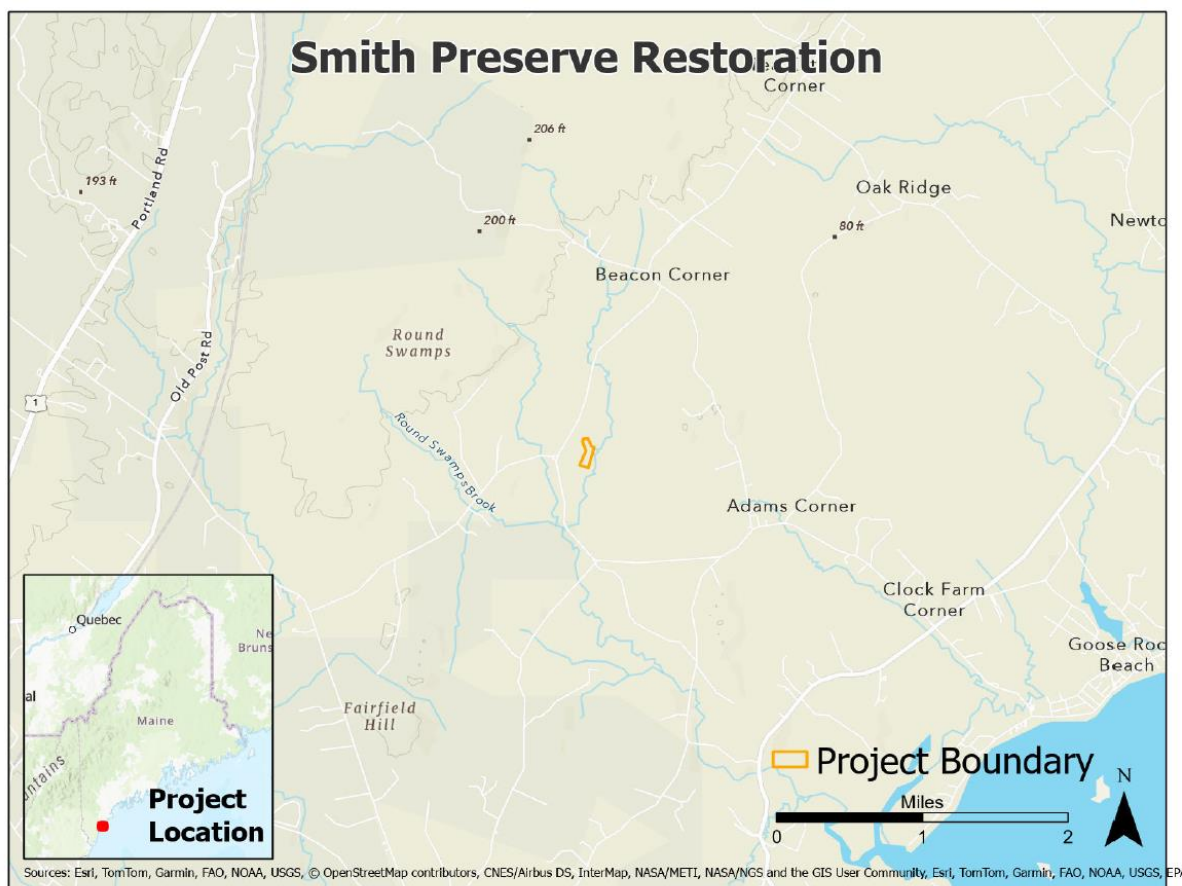 Smith Preserve Restoration
Corner
206 ft
193 ft
Portland Rd
Oak Ridge
200 ft
80 ft
Beacon Corner
Old Post Rd
Round
Swamps
1
Round Swamps Brook
Adams Corner
Clock Farm
Corner
Goose Roc
Beach
Fairfield
Hill
Quebec
Maine
Project
Location
Project Boundary
N
Miles
0 1 2
Sources: Esri, TomTom, Garmin, FAO, NOAA, USGS, © OpenStreetMap contributors, CNES/Airbus DS, InterMap, NASA/METI, NASA/NGS and the GIS User Community, Esri, TomTom, Garmin, FAO, NOAA, USGS, EP